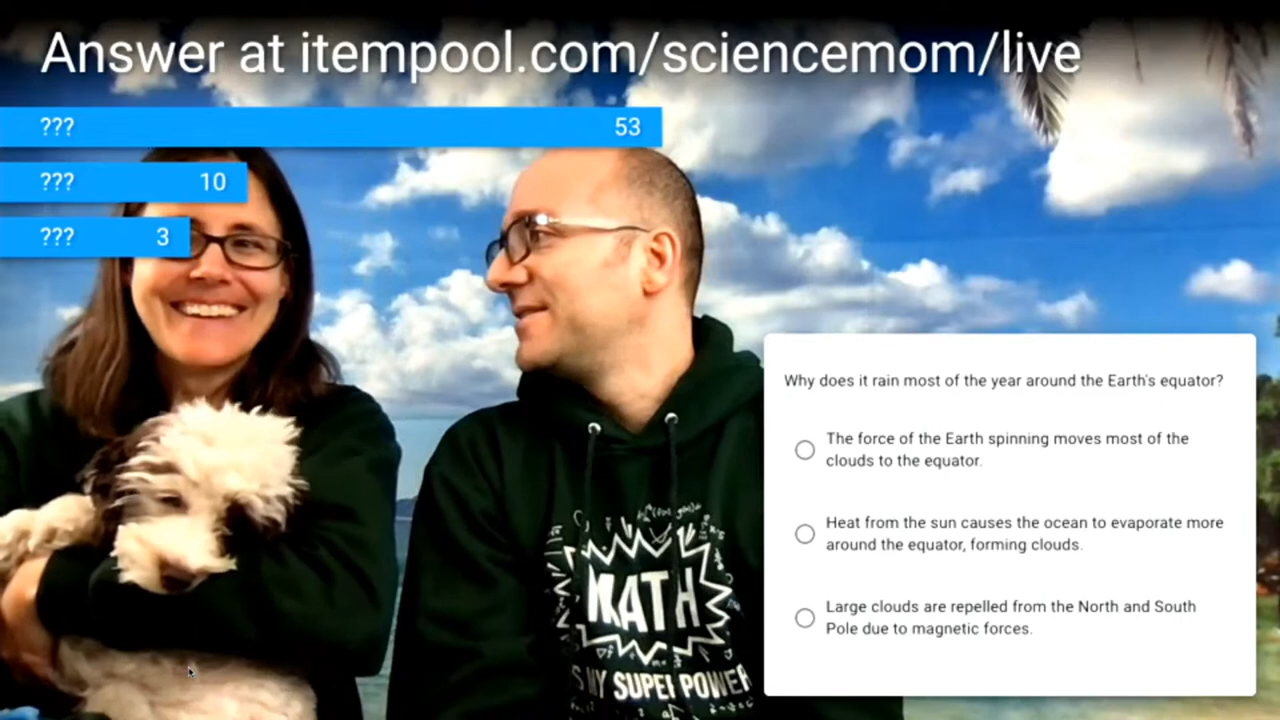 Answer at itempool.com/sciencemom/live
??? 53
??? 10
??? 3
Why does it rain most of the year around the Earth's equator?
The force of the Earth spinning moves most of the
clouds to the equator.
Heat from the sun causes the ocean to evaporate more
around the equator, forming clouds.
Large clouds are repelled from the North and South
Pole due to magnetic forces.
MATH
IS MY SUPER POWER